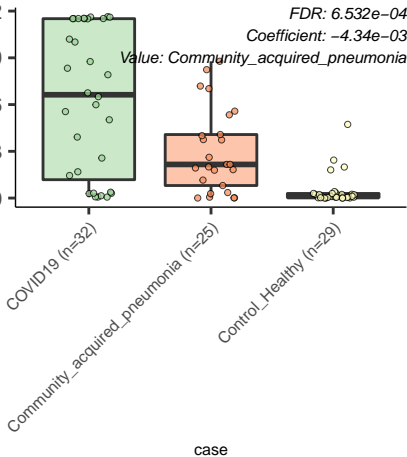 FDR: 6.532e−04
Coefficient: −4.34e−03
Value: Community_acquired_pneumonia
COVID19 (n=32)
Community_acquired_pneumonia (n=25)
Control_Healthy (n=29)
case